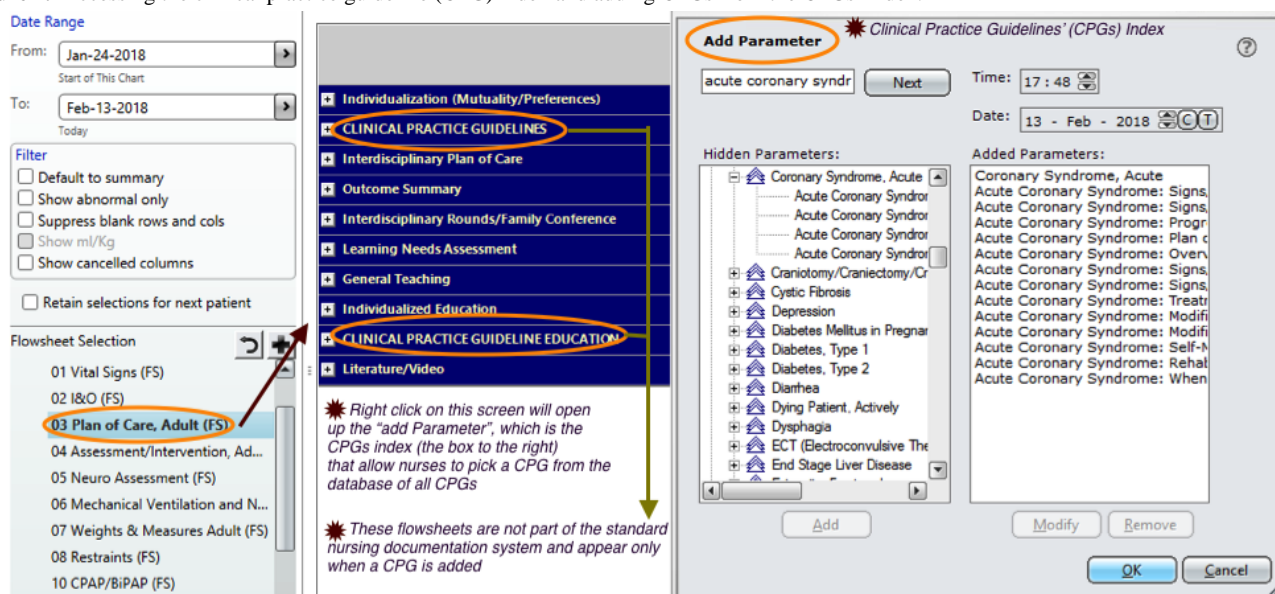 Date Range
From:
Jan-24-2018
Start of This Chart
To:
Feb-13-2018
Today
Filter
Default to summary
Show abnormal only
Suppress blank rows and cols
Show ml/Kg
Show cancelled columns
Retain selections for next patient
Flowsheet Selection
01 Vital Signs (FS)
02 I&O (FS)
03 Plan of Care, Adult (FS)
04 Assessment/Intervention, Ad...
05 Neuro Assessment (FS)
06 Mechanical Ventilation and N...
07 Weights & Measures Adult (FS)
08 Restraints (FS)
10 CPAP/BiPAP (FS)
Individualization (Mutuality/Preferences)
CLINICAL PRACTICE GUIDELINES
Interdisciplinary Plan of Care
Outcome Summary
Interdisciplinary Rounds/Family Conference
Learning Needs Assessment
General Teaching
Individualized Education
CLINICAL PRACTICE GUIDELINE EDUCATION
Literature/Video
Right click on this screen will open
up the "add Parameter", which is the
CPGs index (the box to the right)
that allow nurses to pick a CPG from the
database of all CPGs
These flowsheets are not part of the standard
nursing documentation system and appear only
when a CPG is added
Add Parameter
Clinical Practice Guidelines' (CPGs) Index
acute coronary syndr
Next
Time:
17 : 48
Date:
13 - Feb - 2018
C T
Hidden Parameters:
Coronary Syndrome, Acute
Acute Coronary Syndror
Acute Coronary Syndror
Acute Coronary Syndror
Acute Coronary Syndror
Craniotomy/Craniectomy/Cr
Cystic Fibrosis
Depression
Diabetes Mellitus in Pregnar
Diabetes, Type 1
Diabetes, Type 2
Diarrhea
Dying Patient, Actively
Dysphagia
ECT (Electroconvulsive The
End Stage Liver Disease
Add
Added Parameters:
Coronary Syndrome, Acute
Acute Coronary Syndrome: Signs,
Acute Coronary Syndrome: Signs,
Acute Coronary Syndrome: Progr
Acute Coronary Syndrome: Plan c
Acute Coronary Syndrome: Overv
Acute Coronary Syndrome: Signs,
Acute Coronary Syndrome: Signs,
Acute Coronary Syndrome: Treatr
Acute Coronary Syndrome: Modifi
Acute Coronary Syndrome: Modifi
Acute Coronary Syndrome: Self-M
Acute Coronary Syndrome: Rehab
Acute Coronary Syndrome: When
Modify
Remove
OK
Cancel